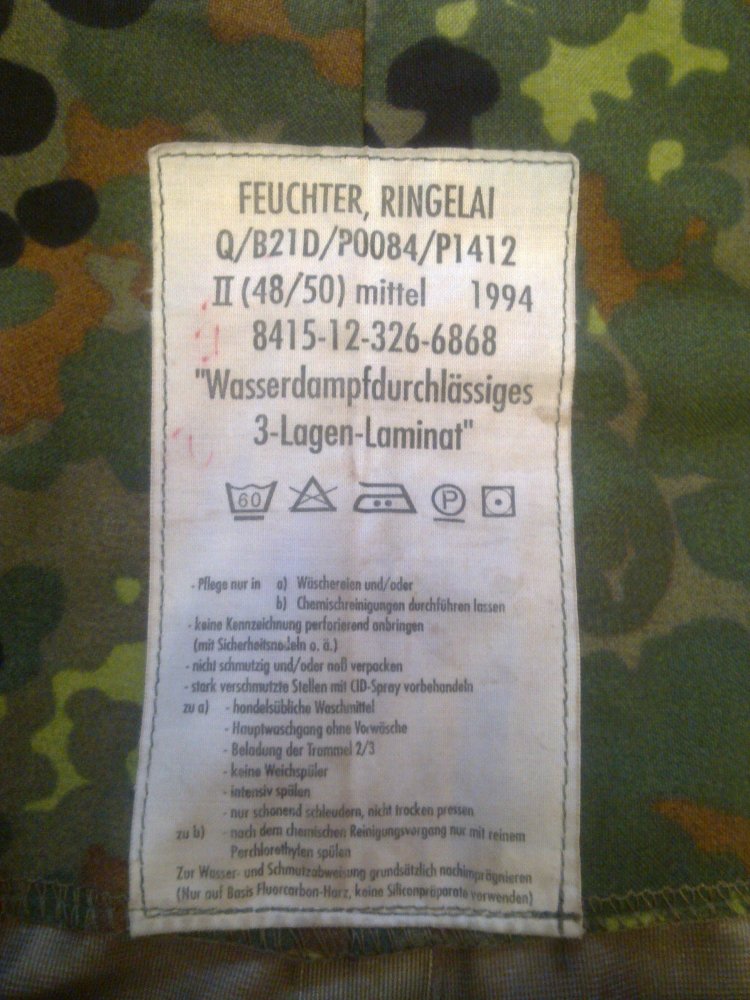 FEUCHTER, RINGELAI
Q/B21D/P0084/P1412
II (48/50) mittel 1994
8415-12-326-6868
"Wasserdampfdurchlässiges
3-Lagen-Laminat"
60 P
- Pflege nur in a) Wäschereien und/oder
b) Chemischreinigungen durchführen lassen
- keine Kennzeichnung perforierend anbringen
(mit Sicherheitsnadeln o. ä.)
- nicht schmutzig und/oder naß verpacken
- stark verschmutzte Stellen mit CID-Spray vorbehandeln
zu a) - handelsübliche Waschmittel
- Hauptwaschgang ohne Vorwäsche
- Beladung der Trommel 2/3
- keine Weichspüler
- intensiv spülen
- nur schonend schleudern, nicht trocken pressen
zu b) - nach dem chemischen Reinigungsvorgang nur mit reinem
Perchlorethylen spülen
Zur Wasser- und Schmutzabweisung grundsätzlich nachimprägnieren
(Nur auf Basis Fluorcarbon-Harz, keine Siliconpräparate verwenden)